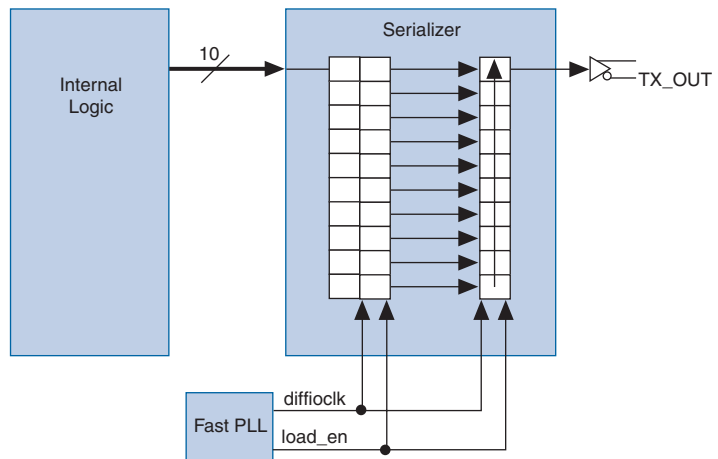 Serializer
10
Internal
Logic
TX_OUT
diffioclk
Fast PLL
load_en